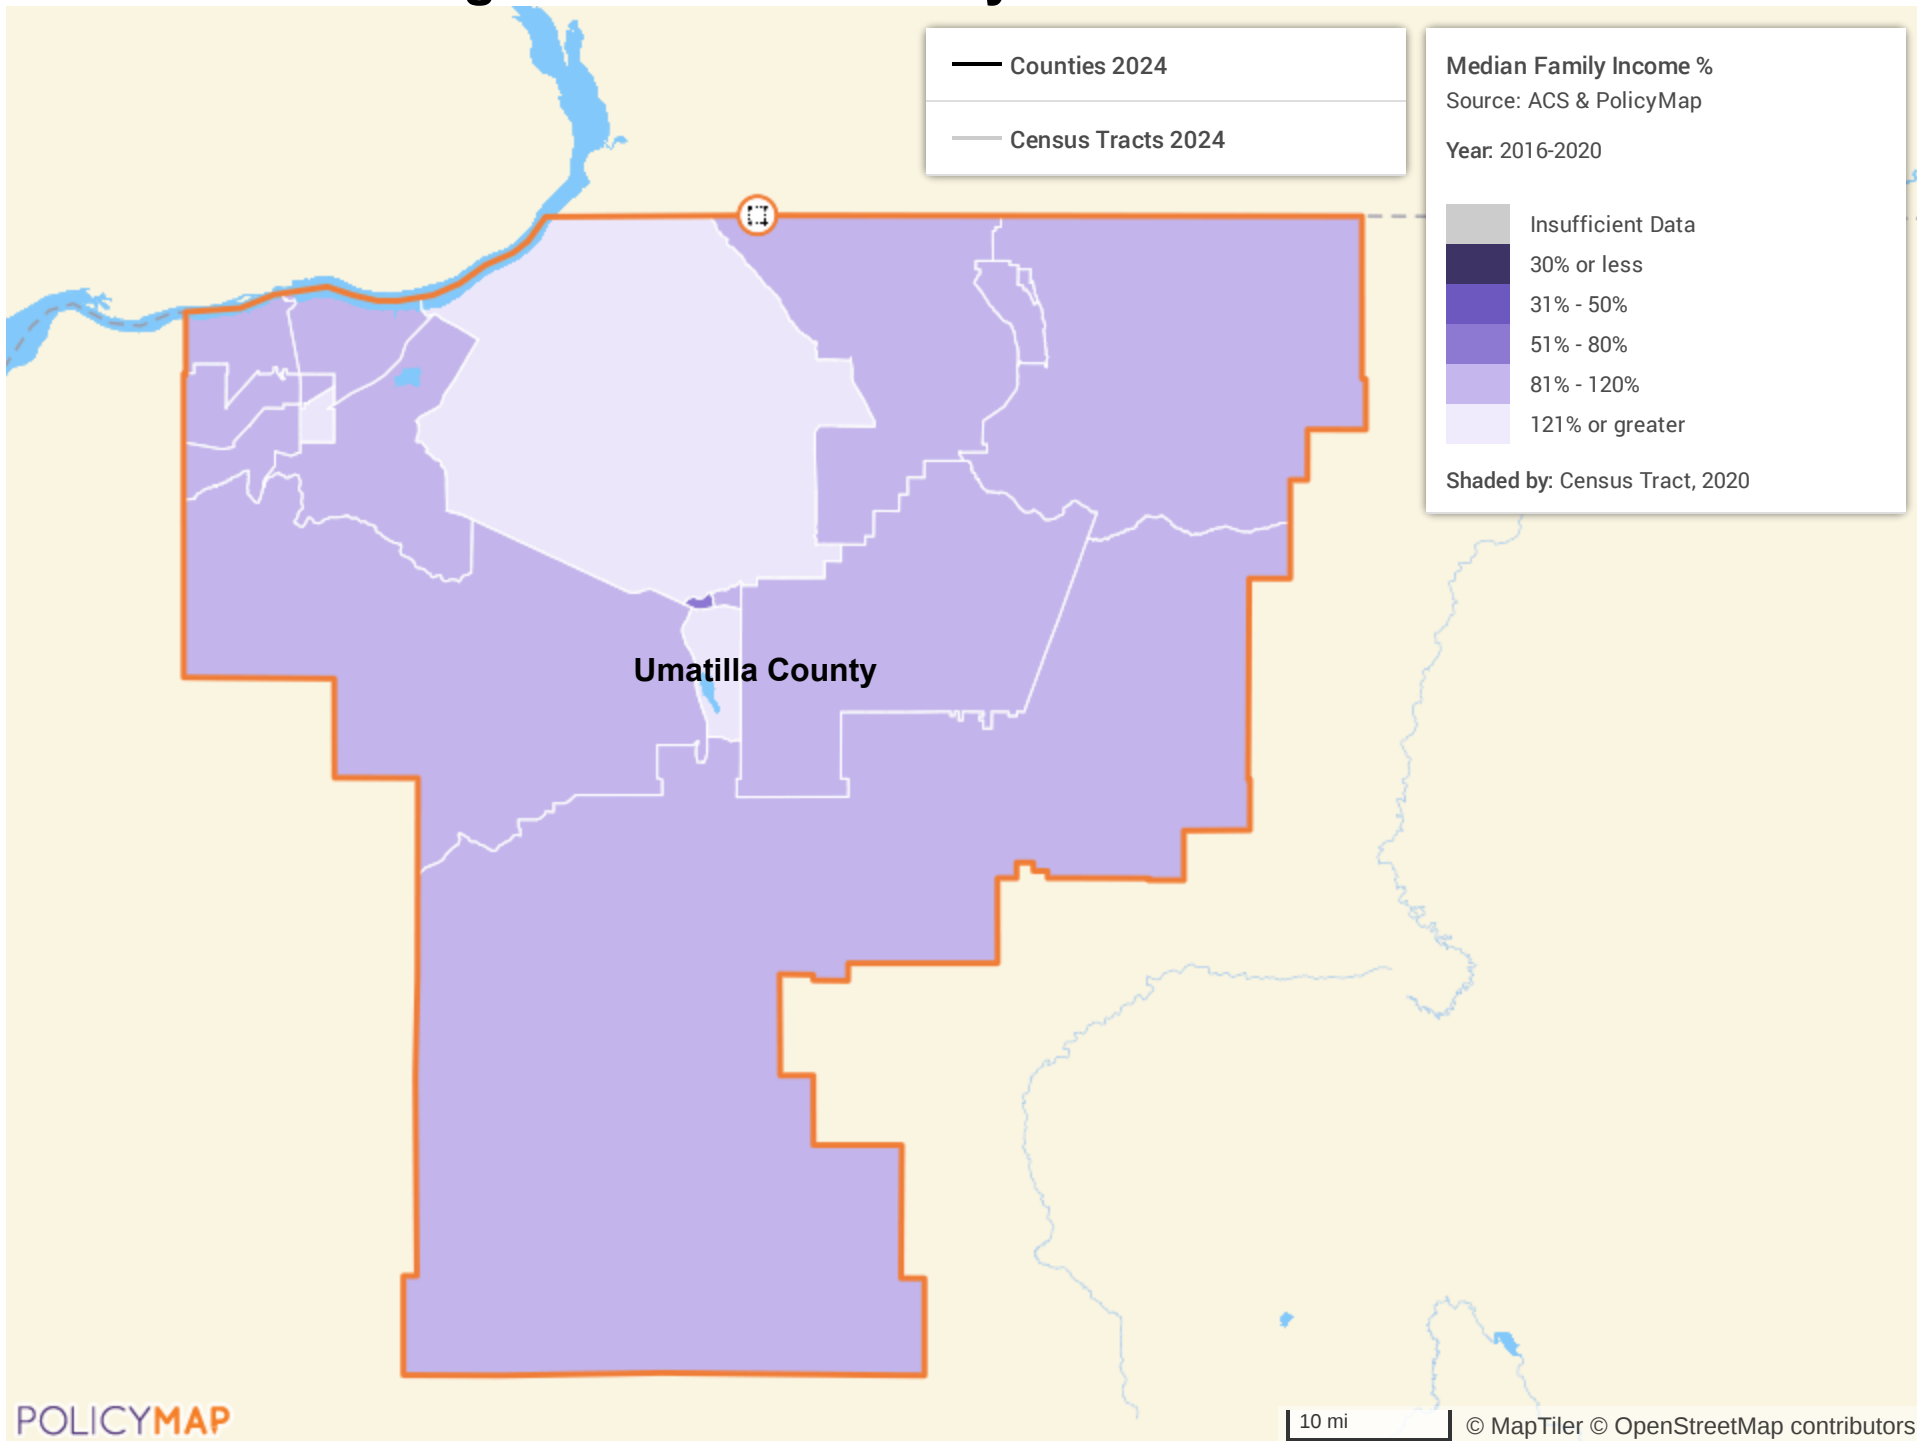 Counties 2024
Census Tracts 2024
Median Family Income %
Source: ACS & PolicyMap
Year: 2016-2020
Insufficient Data
30% or less
31% - 50%
51% - 80%
81% - 120%
121% or greater
Shaded by: Census Tract, 2020
Umatilla County
POLICYMAP
10 mi
© MapTiler © OpenStreetMap contributors